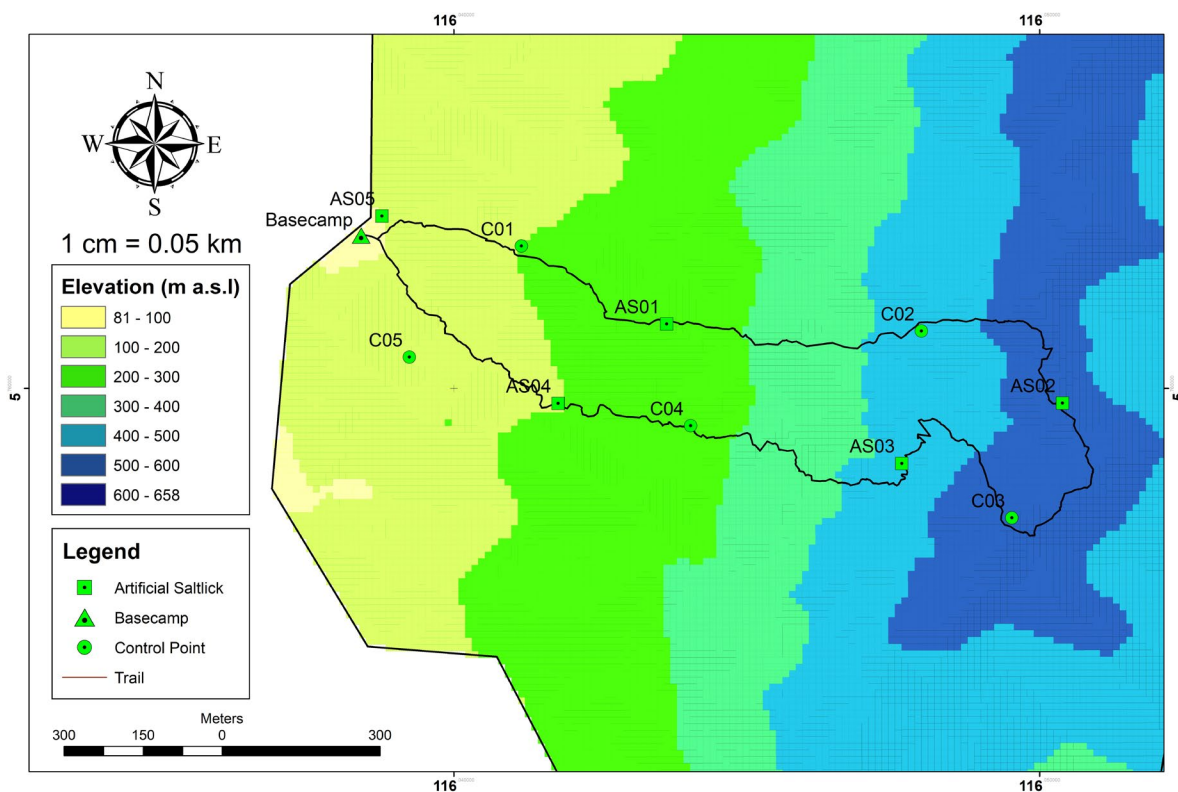 116
116
N
W
E
S
1 cm = 0.05 km
Elevation (m a.s.l)
81 - 100
100 - 200
200 - 300
300 - 400
400 - 500
500 - 600
600 - 658
Legend
Artificial Saltlick
Basecamp
Control Point
Trail
Meters
300 150 0 300
AS05
Basecamp
C01
AS01
C02
C05
AS04
AS02
C04
AS03
C03
5
5
116
116